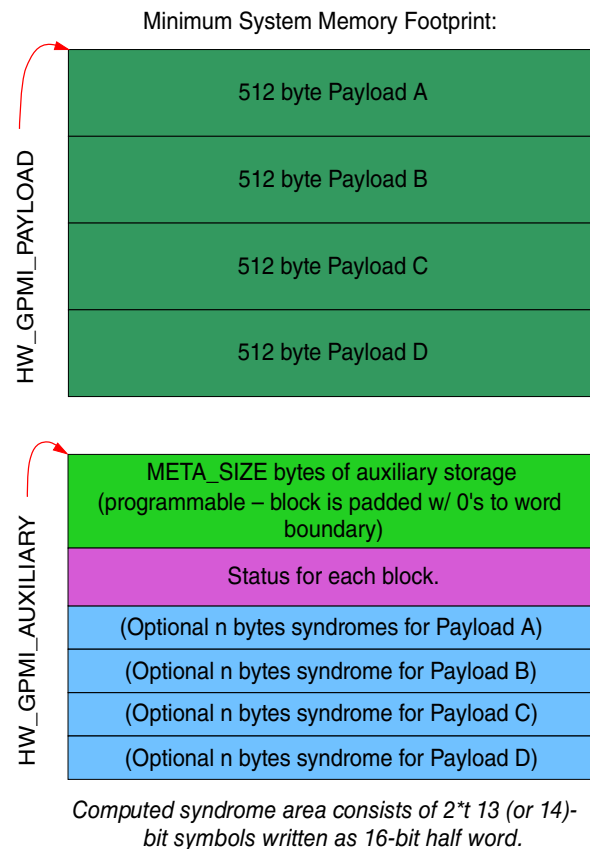 Minimum System Memory Footprint:
HW_GPMI_PAYLOAD
512 byte Payload A
512 byte Payload B
512 byte Payload C
512 byte Payload D
HW_GPMI_AUXILIARY
META_SIZE bytes of auxiliary storage
(programmable – block is padded w/ 0's to word
boundary)
Status for each block.
(Optional n bytes syndromes for Payload A)
(Optional n bytes syndrome for Payload B)
(Optional n bytes syndrome for Payload C)
(Optional n bytes syndrome for Payload D)
Computed syndrome area consists of 2*t 13 (or 14)-
bit symbols written as 16-bit half word.